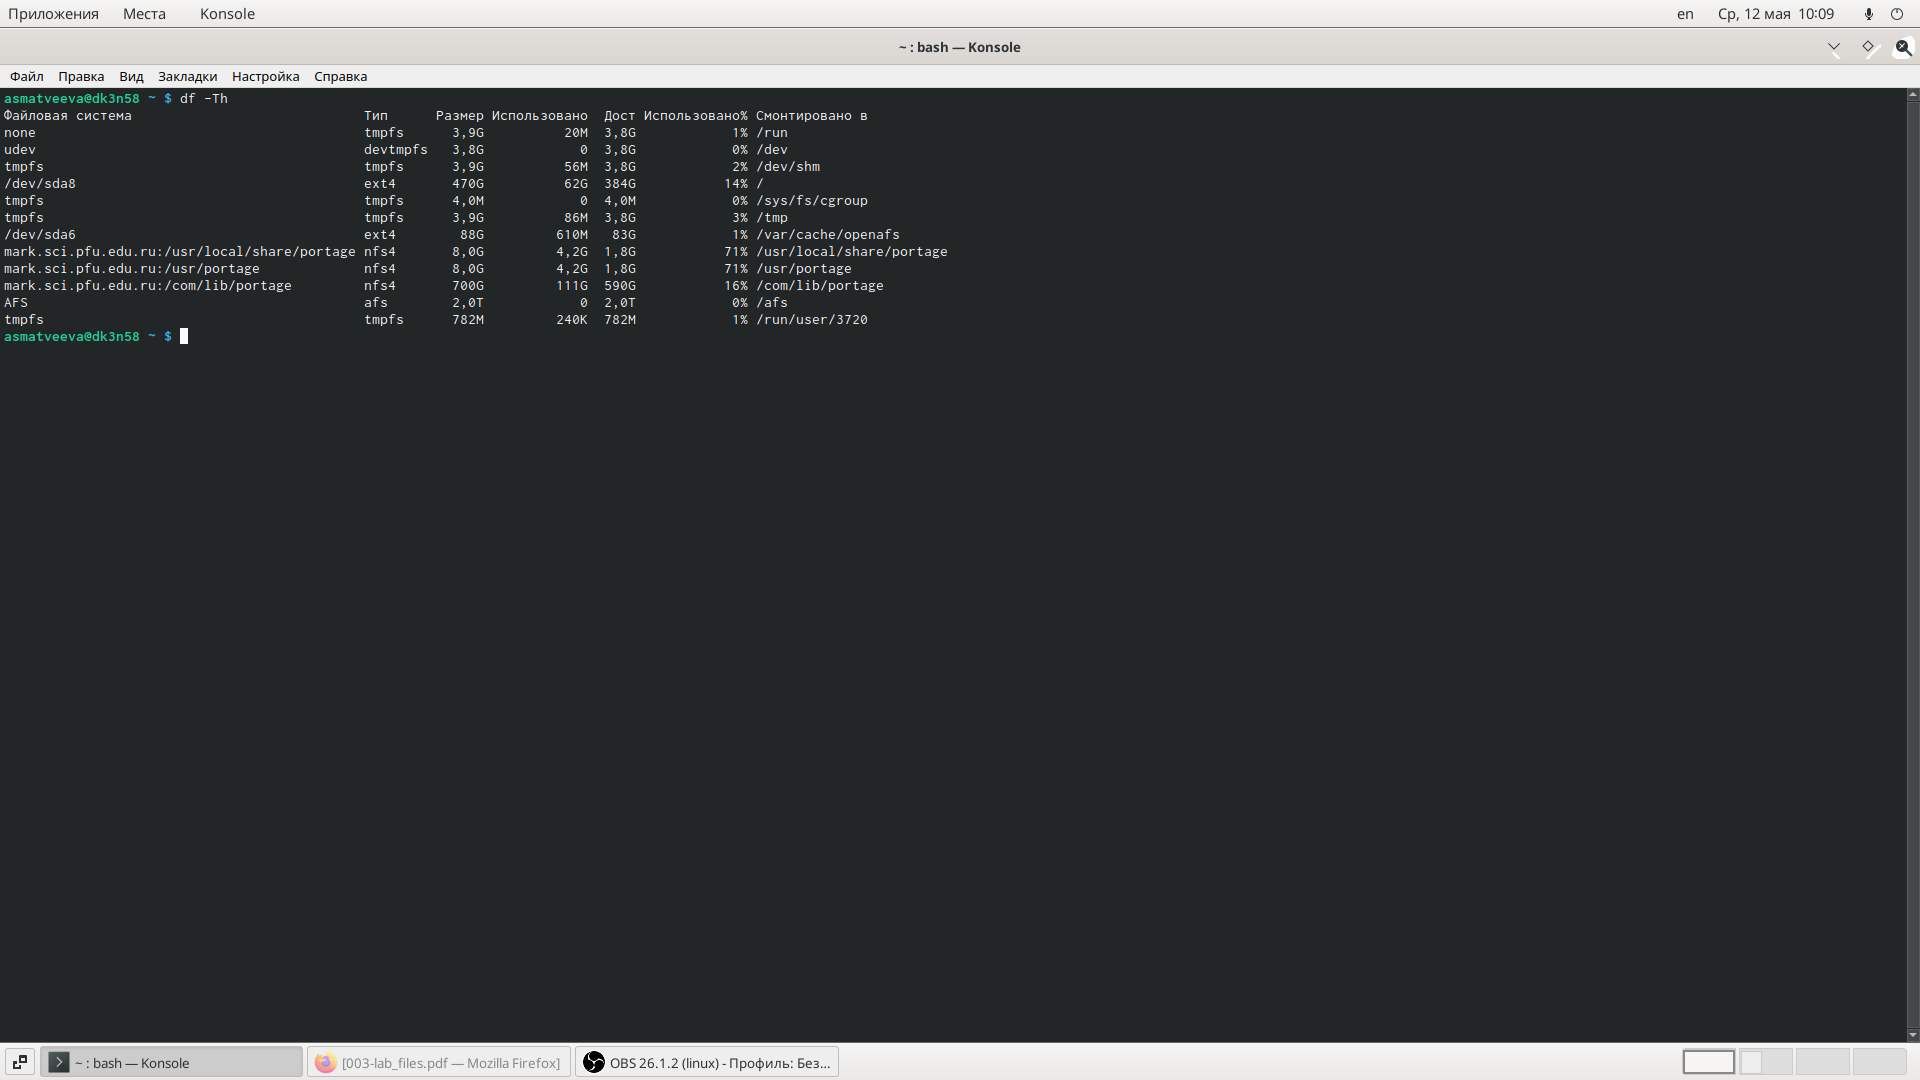 Приложения Места Konsole en Ср, 12 мая 10:09
~ : bash — Konsole
Файл Правка Вид Закладки Настройка Справка
asmatveeva@dk3n58 ~ $ df -Th
Файловая система Тип Размер Использовано Дост Использовано% Смонтировано в
none tmpfs 3,9G 20M 3,8G 1% /run
udev devtmpfs 3,8G 0 3,8G 0% /dev
tmpfs tmpfs 3,9G 56M 3,8G 2% /dev/shm
/dev/sda8 ext4 470G 62G 384G 14% /
tmpfs tmpfs 4,0M 0 4,0M 0% /sys/fs/cgroup
tmpfs tmpfs 3,9G 86M 3,8G 3% /tmp
/dev/sda6 ext4 88G 610M 83G 1% /var/cache/openafs
mark.sci.pfu.edu.ru:/usr/local/share/portage nfs4 8,0G 4,2G 1,8G 71% /usr/local/share/portage
mark.sci.pfu.edu.ru:/usr/portage nfs4 8,0G 4,2G 1,8G 71% /usr/portage
mark.sci.pfu.edu.ru:/com/lib/portage nfs4 700G 111G 590G 16% /com/lib/portage
AFS afs 2,0T 0 2,0T 0% /afs
tmpfs tmpfs 782M 240K 782M 1% /run/user/3720
asmatveeva@dk3n58 ~ $
~ : bash — Konsole [003-lab_files.pdf — Mozilla Firefox] OBS 26.1.2 (linux) - Профиль: Без...